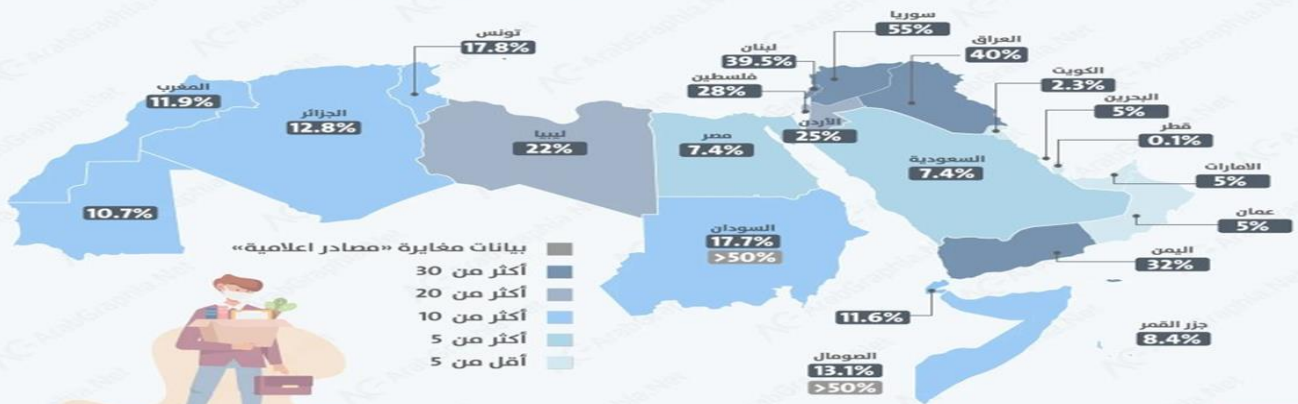 سوريا
55%
تونس
17.8%
لبنان
39.5%
العراق
40%
فلسطين
28%
الكويت
2.3%
المغرب
11.9%
البحرين
5%
الجزائر
12.8%
ليبيا
22%
مصر
7.4%
الأردن
25%
قطر
0.1%
السعودية
7.4%
الامارات
5%
10.7%
عمان
5%
السودان
17.7%
>50%
اليمن
32%
بيانات مغايرة «مصادر اعلامية»
أكثر من 30
أكثر من 20
أكثر من 10
أكثر من 5
أقل من 5
11.6%
جزر القمر
8.4%
الصومال
13.1%
>50%
ArabGraphia.Net